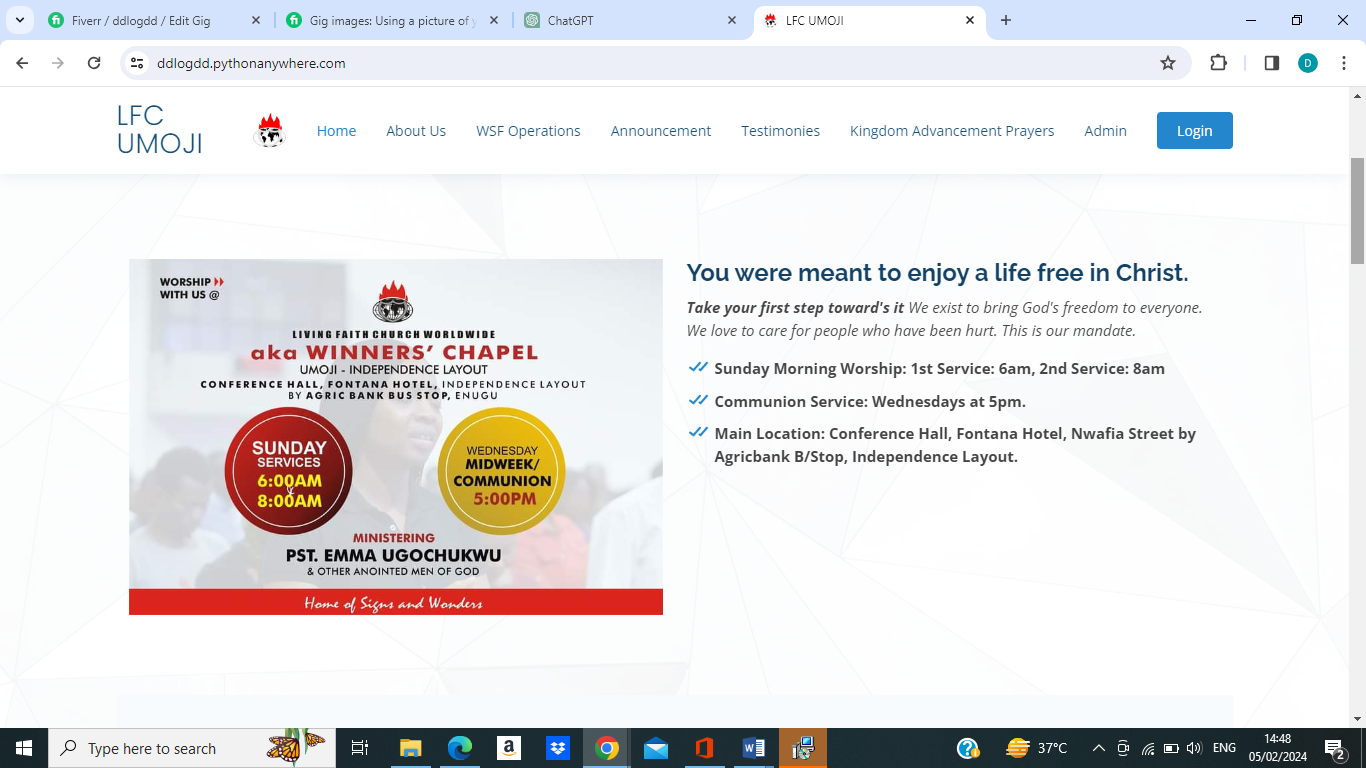 Fiverr / ddlogdd / Edit Gig
Gig images: Using a picture of y
ChatGPT
LFC UMOJI
ddlogdd.pythonanywhere.com
D
LFC
UMOJI
Home
About Us
WSF Operations
Announcement
Testimonies
Kingdom Advancement Prayers
Admin
Login
WORSHIP
WITH US @
LIVING FAITH CHURCH WORLDWIDE
aka WINNERS' CHAPEL
UMOJI - INDEPENDENCE LAYOUT
CONFERENCE HALL, FONTANA HOTEL, INDEPENDENCE LAYOUT
BY AGRIC BANK BUS STOP, ENUGU
SUNDAY
SERVICES
6:00AM
8:00AM
WEDNESDAY
MIDWEEK/
COMMUNION
5:00PM
MINISTERING
PST. EMMA UGOCHUKWU
& OTHER ANOINTED MEN OF GOD
Home of Signs and Wonders
You were meant to enjoy a life free in Christ.
Take your first step toward's it We exist to bring God's freedom to everyone.
We love to care for people who have been hurt. This is our mandate.
Sunday Morning Worship: 1st Service: 6am, 2nd Service: 8am
Communion Service: Wednesdays at 5pm.
Main Location: Conference Hall, Fontana Hotel, Nwafia Street by
Agricbank B/Stop, Independence Layout.
Type here to search
37°C
ENG
14:48
05/02/2024
2